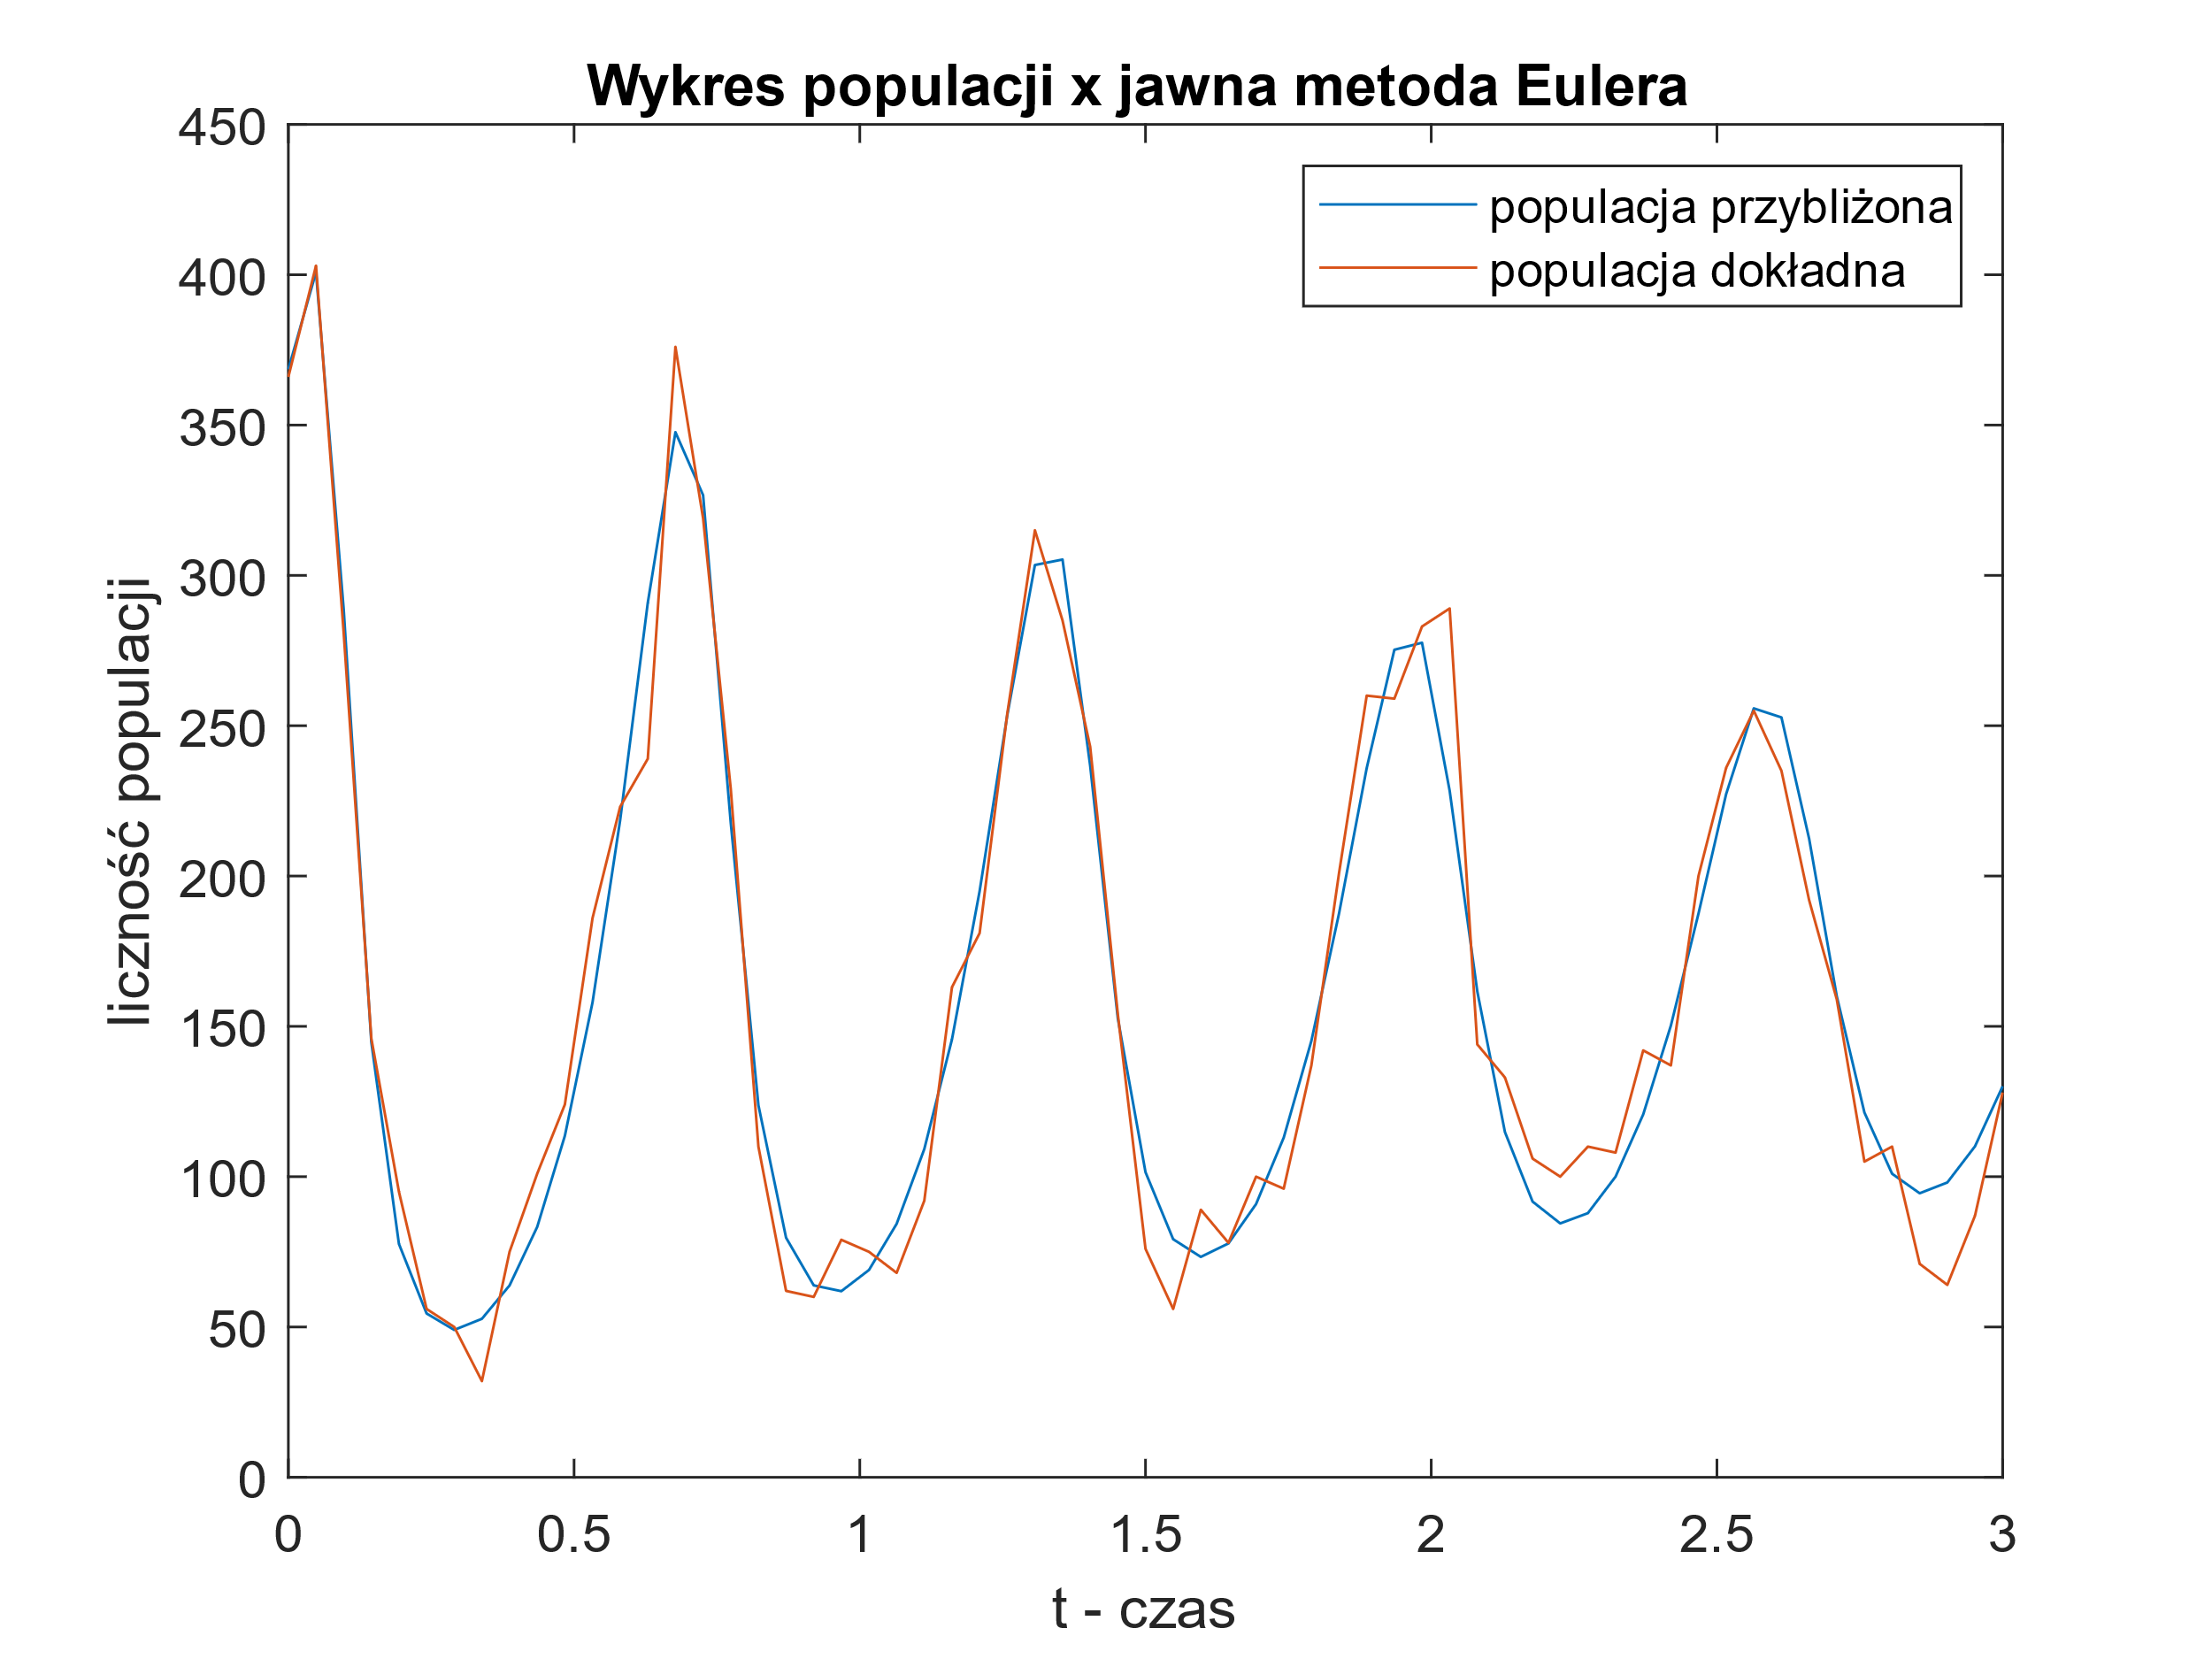 Wykres populacji x jawna metoda Eulera
450
400
350
300
250
200
150
100
50
0
liczność populacji
populacja przybliżona
populacja dokładna
0 0.5 1 1.5 2 2.5 3
t - czas